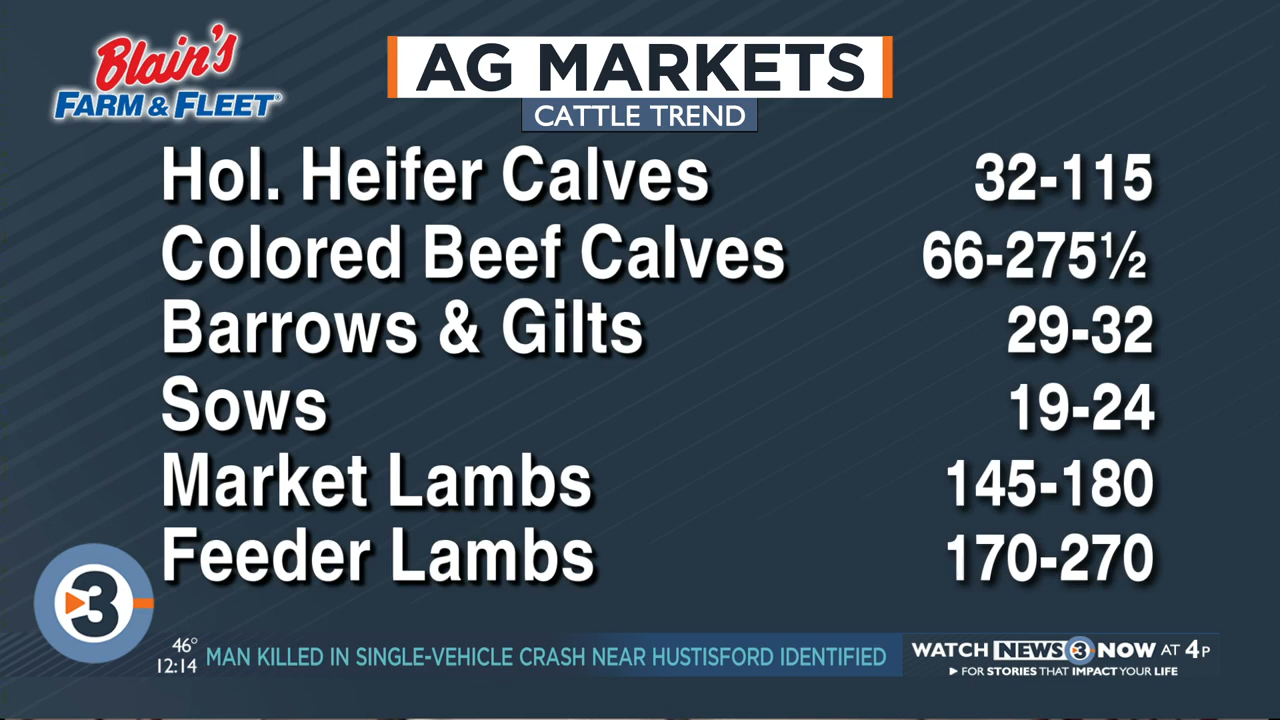 Blain's
FARM & FLEET®
AG MARKETS
CATTLE TREND
Hol. Heifer Calves 32-115
Colored Beef Calves 66-275½
Barrows & Gilts 29-32
Sows 19-24
Market Lambs 145-180
Feeder Lambs 170-270
3
46°
12:14
MAN KILLED IN SINGLE-VEHICLE CRASH NEAR HUSTISFORD IDENTIFIED
WATCH NEWS 3 NOW AT 4P
FOR STORIES THAT IMPACT YOUR LIFE